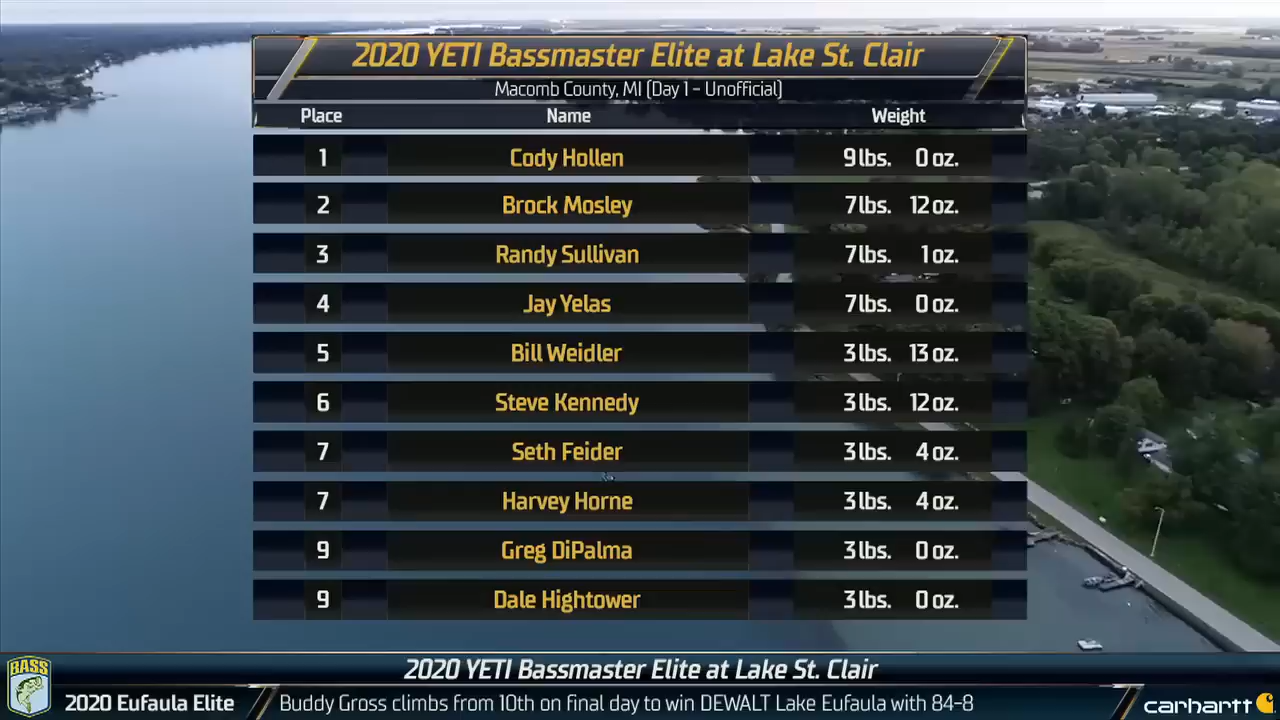 2020 YETI Bassmaster Elite at Lake St. Clair
Macomb County, MI (Day 1 - Unofficial)
Place Name Weight
1 Cody Hollen 9 lbs. 0 oz.
2 Brock Mosley 7 lbs. 12 oz.
3 Randy Sullivan 7 lbs. 1 oz.
4 Jay Yelas 7 lbs. 0 oz.
5 Bill Weidler 3 lbs. 13 oz.
6 Steve Kennedy 3 lbs. 12 oz.
7 Seth Feider 3 lbs. 4 oz.
7 Harvey Horne 3 lbs. 4 oz.
9 Greg DiPalma 3 lbs. 0 oz.
9 Dale Hightower 3 lbs. 0 oz.
2020 YETI Bassmaster Elite at Lake St. Clair
BASS
2020 Eufaula Elite Buddy Gross climbs from 10th on final day to win DEWALT Lake Eufaula with 84-8 carhartt